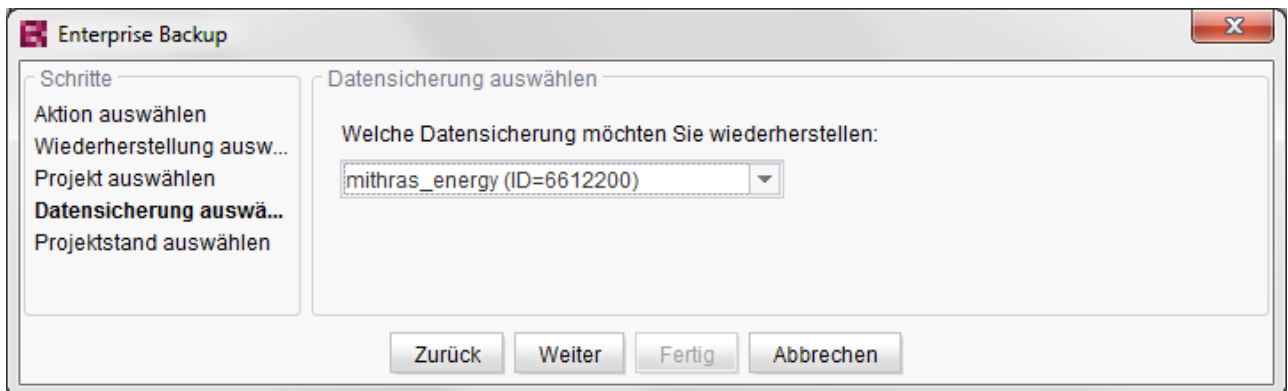 Enterprise Backup
Schritte
Aktion auswählen
Wiederherstellung ausw...
Projekt auswählen
Datensicherung auswä...
Projektstand auswählen
Datensicherung auswählen
Welche Datensicherung möchten Sie wiederherstellen:
mithras_energy (ID=6612200)
Zurück
Weiter
Fertig
Abbrechen